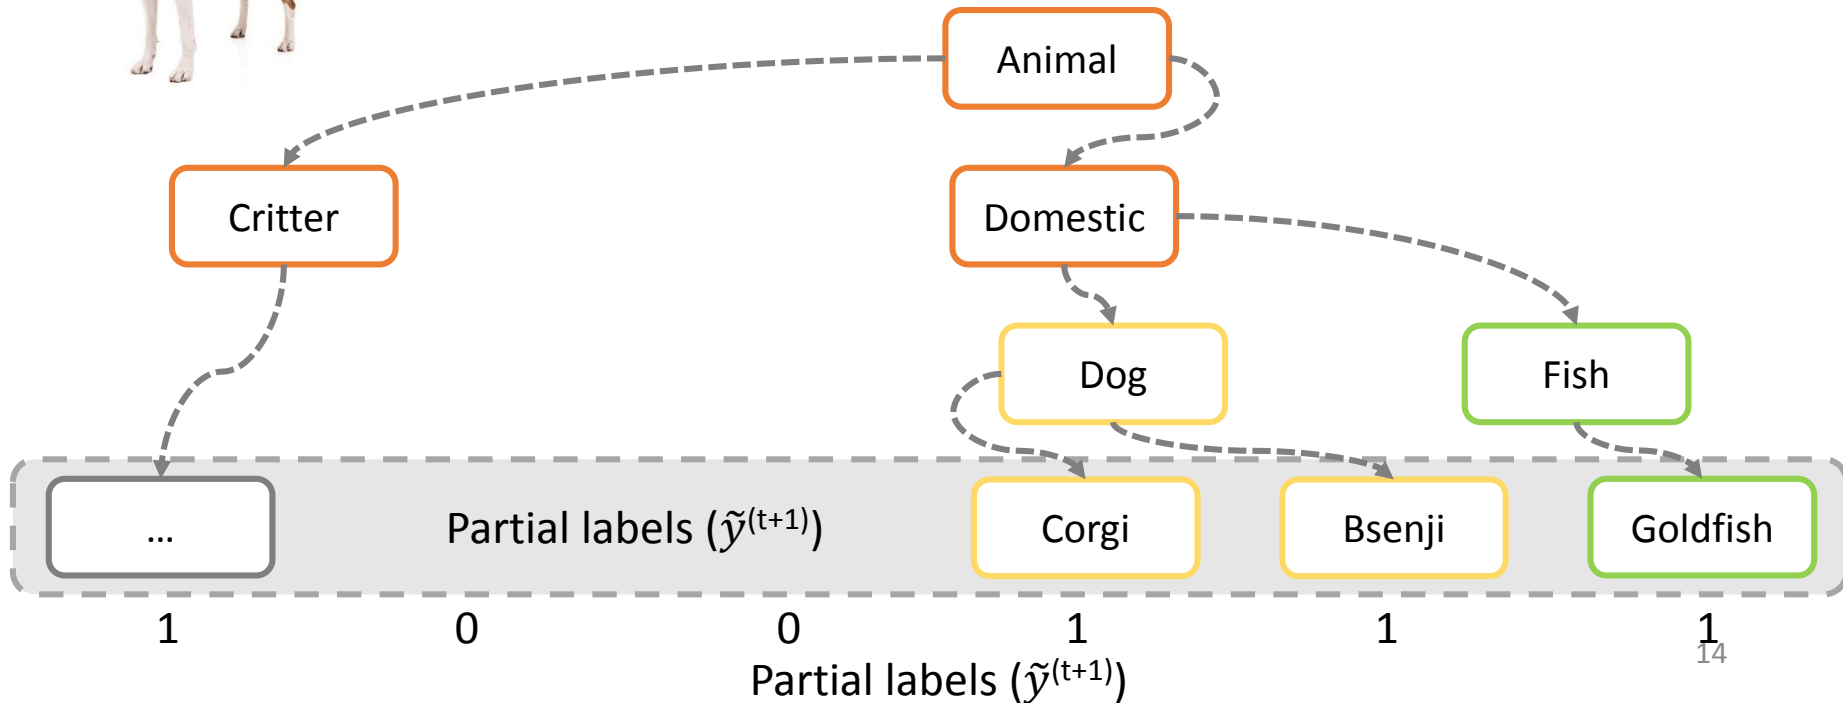 Animal
Critter
Domestic
Dog
Fish
...
Partial labels (ỹ^(t+1))
Corgi
Bsenji
Goldfish
1 0 0 1 1 1
14
Partial labels (ỹ^(t+1))